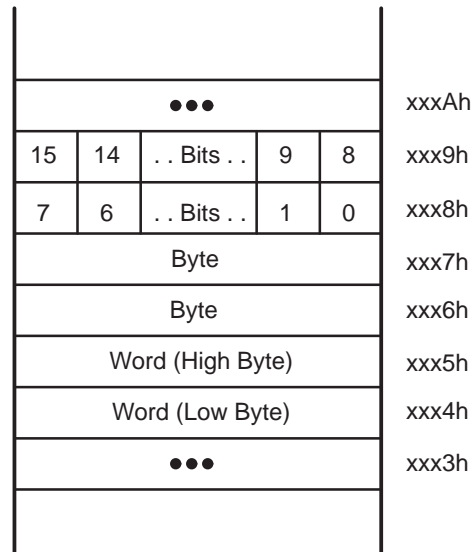 ●●● xxxAh
15 14 . . Bits . . 9 8 xxx9h
7 6 . . Bits . . 1 0 xxx8h
Byte xxx7h
Byte xxx6h
Word (High Byte) xxx5h
Word (Low Byte) xxx4h
●●● xxx3h